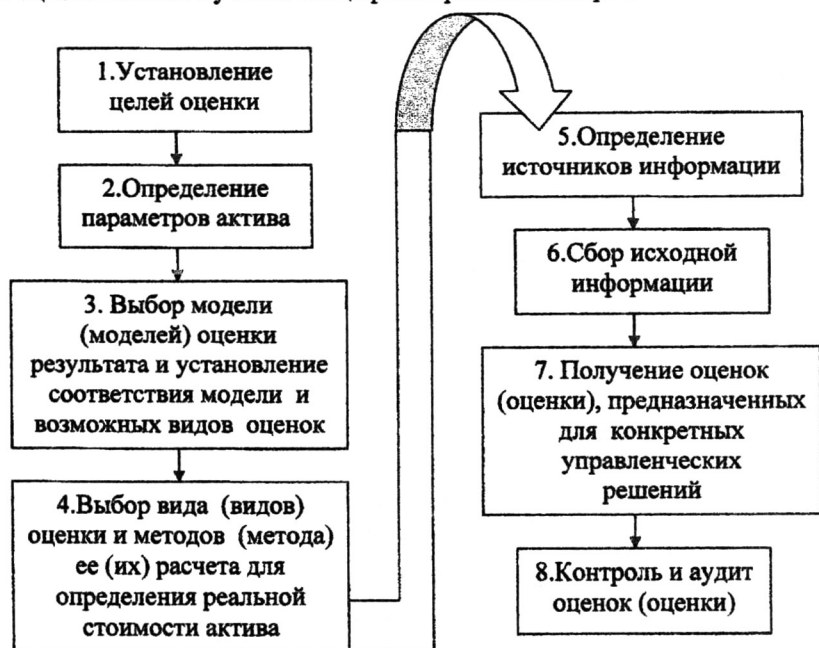 1.Установление
целей оценки
2.Определение
параметров актива
3. Выбор модели
(моделей) оценки
результата и установление
соответствия модели и
возможных видов оценок
4.Выбор вида (видов)
оценки и методов (метода)
ее (их) расчета для
определения реальной
стоимости актива
5.Определение
источников информации
6.Сбор исходной
информации
7. Получение оценок
(оценки), предназначенных
для конкретных
управленческих
решений
8.Контроль и аудит
оценок (оценки)